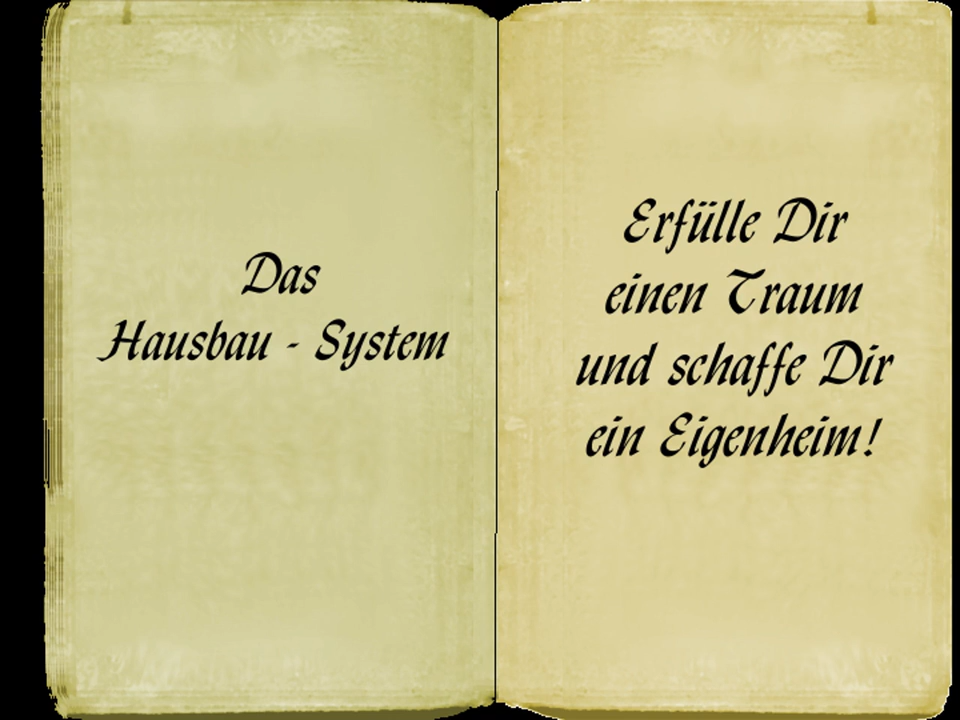 Das
Hausbau - System
Erfülle Dir
einen Traum
und schaffe Dir
ein Eigenheim!